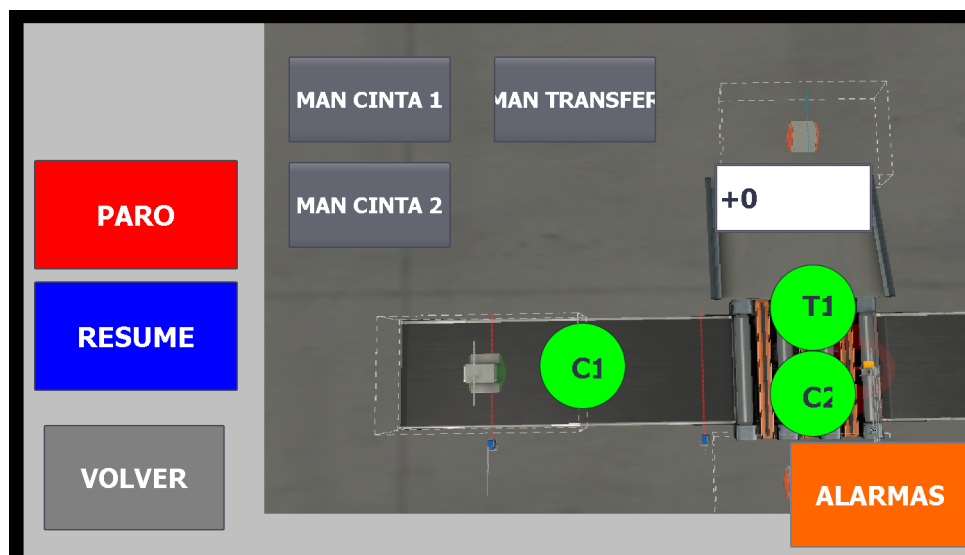 MAN CINTA 1
MAN TRANSFER
MAN CINTA 2
PARO
+0
RESUME
T1
C1
C2
VOLVER
ALARMAS